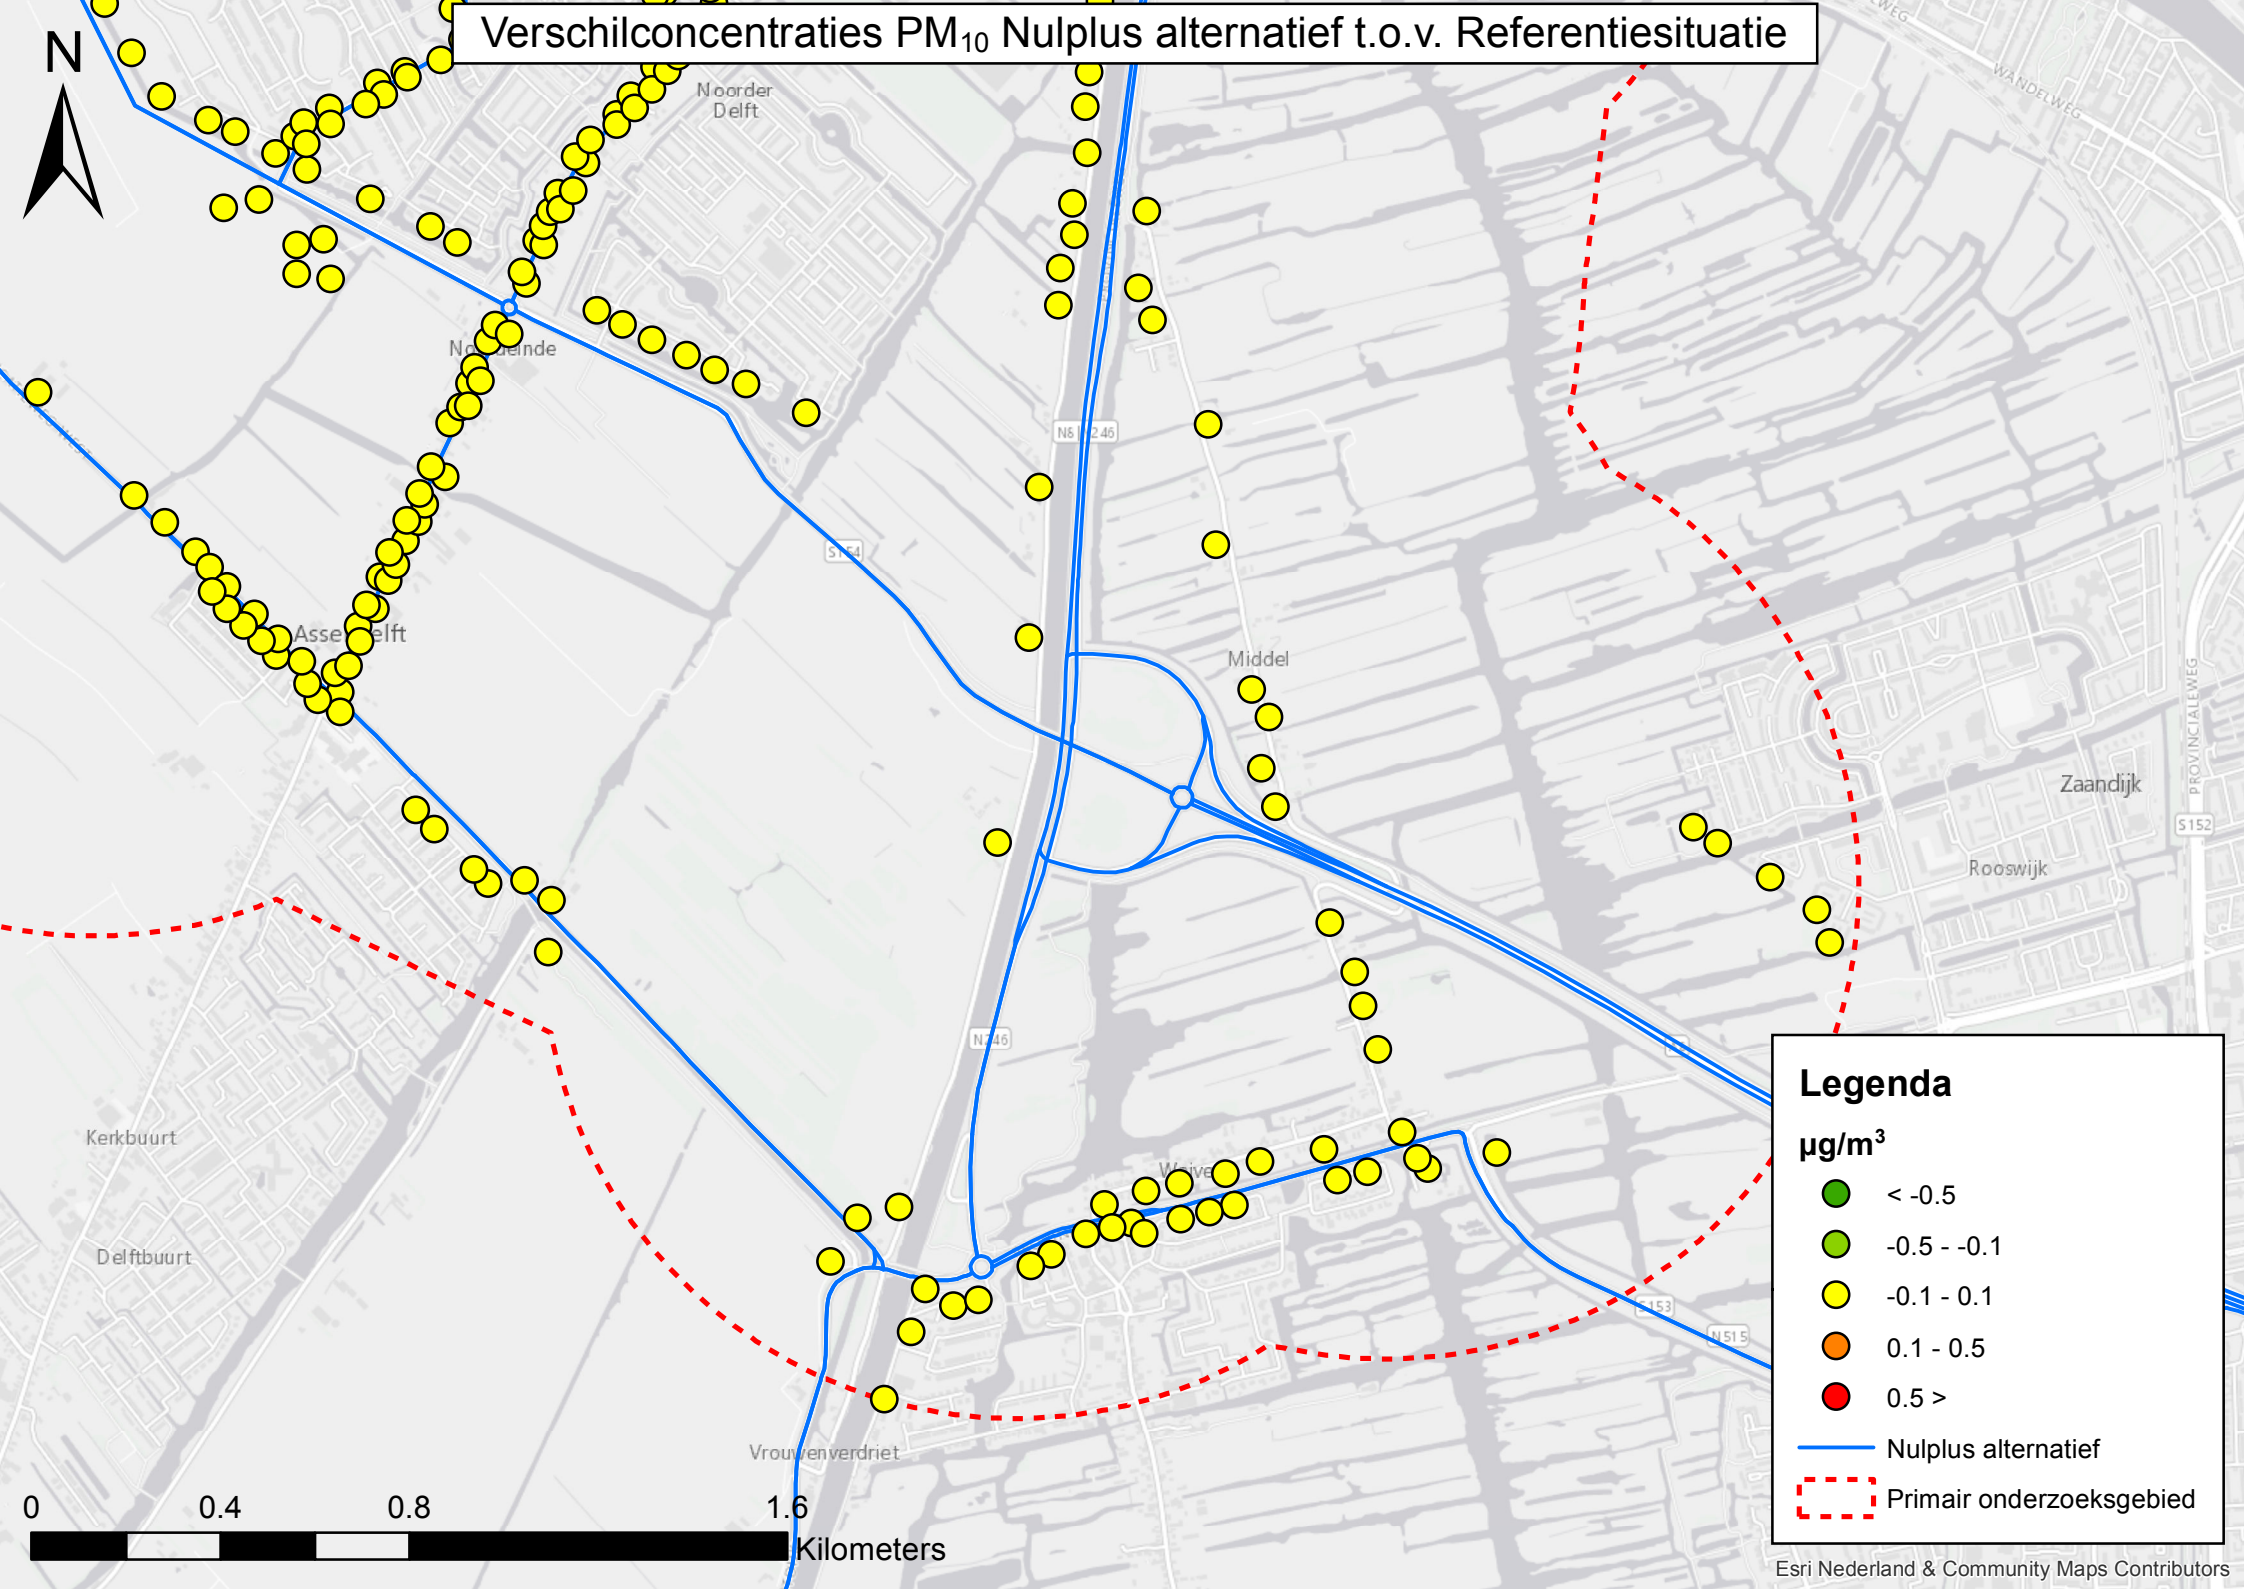 Verschilconcentraties PM₁₀ Nulplus alternatief t.o.v. Referentiesituatie
N
WANDELWEG
Noorder
Delft
N246
S154
Middel
PROVINCIALEWEG
Zaandijk
S152
Rooswijk
N246
Kerkbuurt
Delftbuurt
S153
N515
Vrouwenverdriet
0 0.4 0.8 1.6
Kilometers
Legenda
µg/m³
< -0.5
-0.5 - -0.1
-0.1 - 0.1
0.1 - 0.5
0.5 >
Nulplus alternatief
Primair onderzoeksgebied
Esri Nederland & Community Maps Contributors